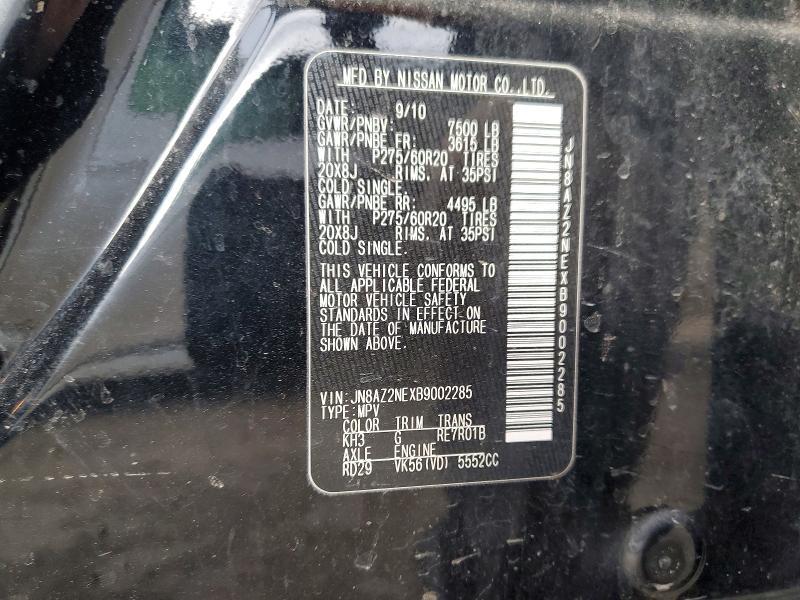 MFD BY NISSAN MOTOR CO.,LTD.
DATE: 9/10
GVWR/PNBV: 7500 LB
GAWR/PNBE FR: 3615 LB
WITH P275/60R20 TIRES
20X8J RIMS, AT 35PSI
COLD SINGLE.
GAWR/PNBE RR: 4495 LB
WITH P275/60R20 TIRES
20X8J RIMS, AT 35PSI
COLD SINGLE.
THIS VEHICLE CONFORMS TO
ALL APPLICABLE FEDERAL
MOTOR VEHICLE SAFETY
STANDARDS IN EFFECT ON
THE DATE OF MANUFACTURE
SHOWN ABOVE.
VIN:JN8AZ2NEXB9002285
TYPE:MPV
COLOR TRIM TRANS
KH3 G RE7R01B
AXLE ENGINE
RD29 VK56(VD) 5552CC
JN8AZ2NEXB9002285